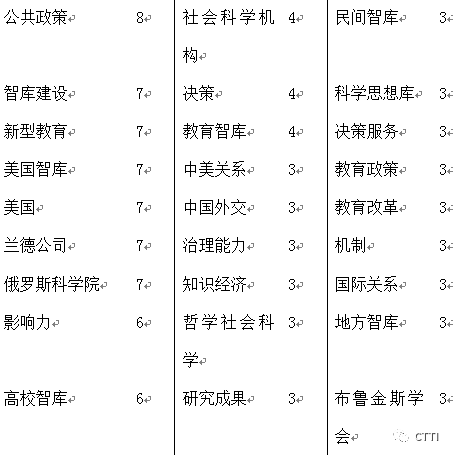 公共政策 8 社会科学机 4 民间智库 3
构
智库建设 7 决策 4 科学思想库 3
新型教育 7 教育智库 4 决策服务 3
美国智库 7 中美关系 3 教育政策 3
美国 7 中国外交 3 教育改革 3
兰德公司 7 治理能力 3 机制 3
俄罗斯科学院 7 知识经济 3 国际关系 3
影响力 6 哲学社会科 3 地方智库 3
学
高校智库 6 研究成果 3 布鲁金斯学 3
会
CTTI